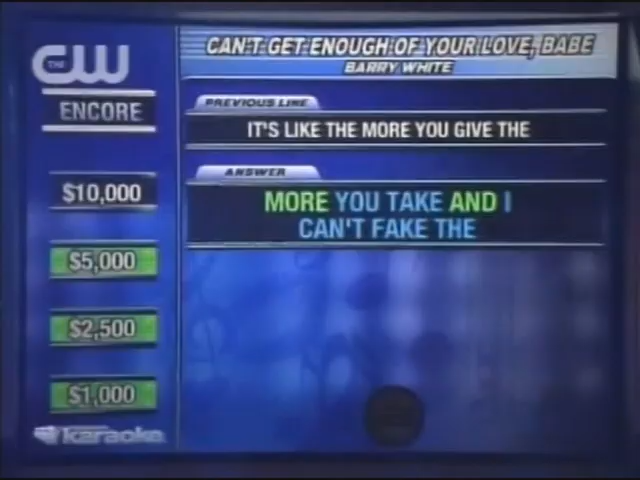 THE CW
ENCORE
$10,000
$5,000
$2,500
$1,000
karaoke
CAN'T GET ENOUGH OF YOUR LOVE, BABE
BARRY WHITE
PREVIOUS LINE
IT'S LIKE THE MORE YOU GIVE THE
ANSWER
MORE YOU TAKE AND I
CAN'T FAKE THE